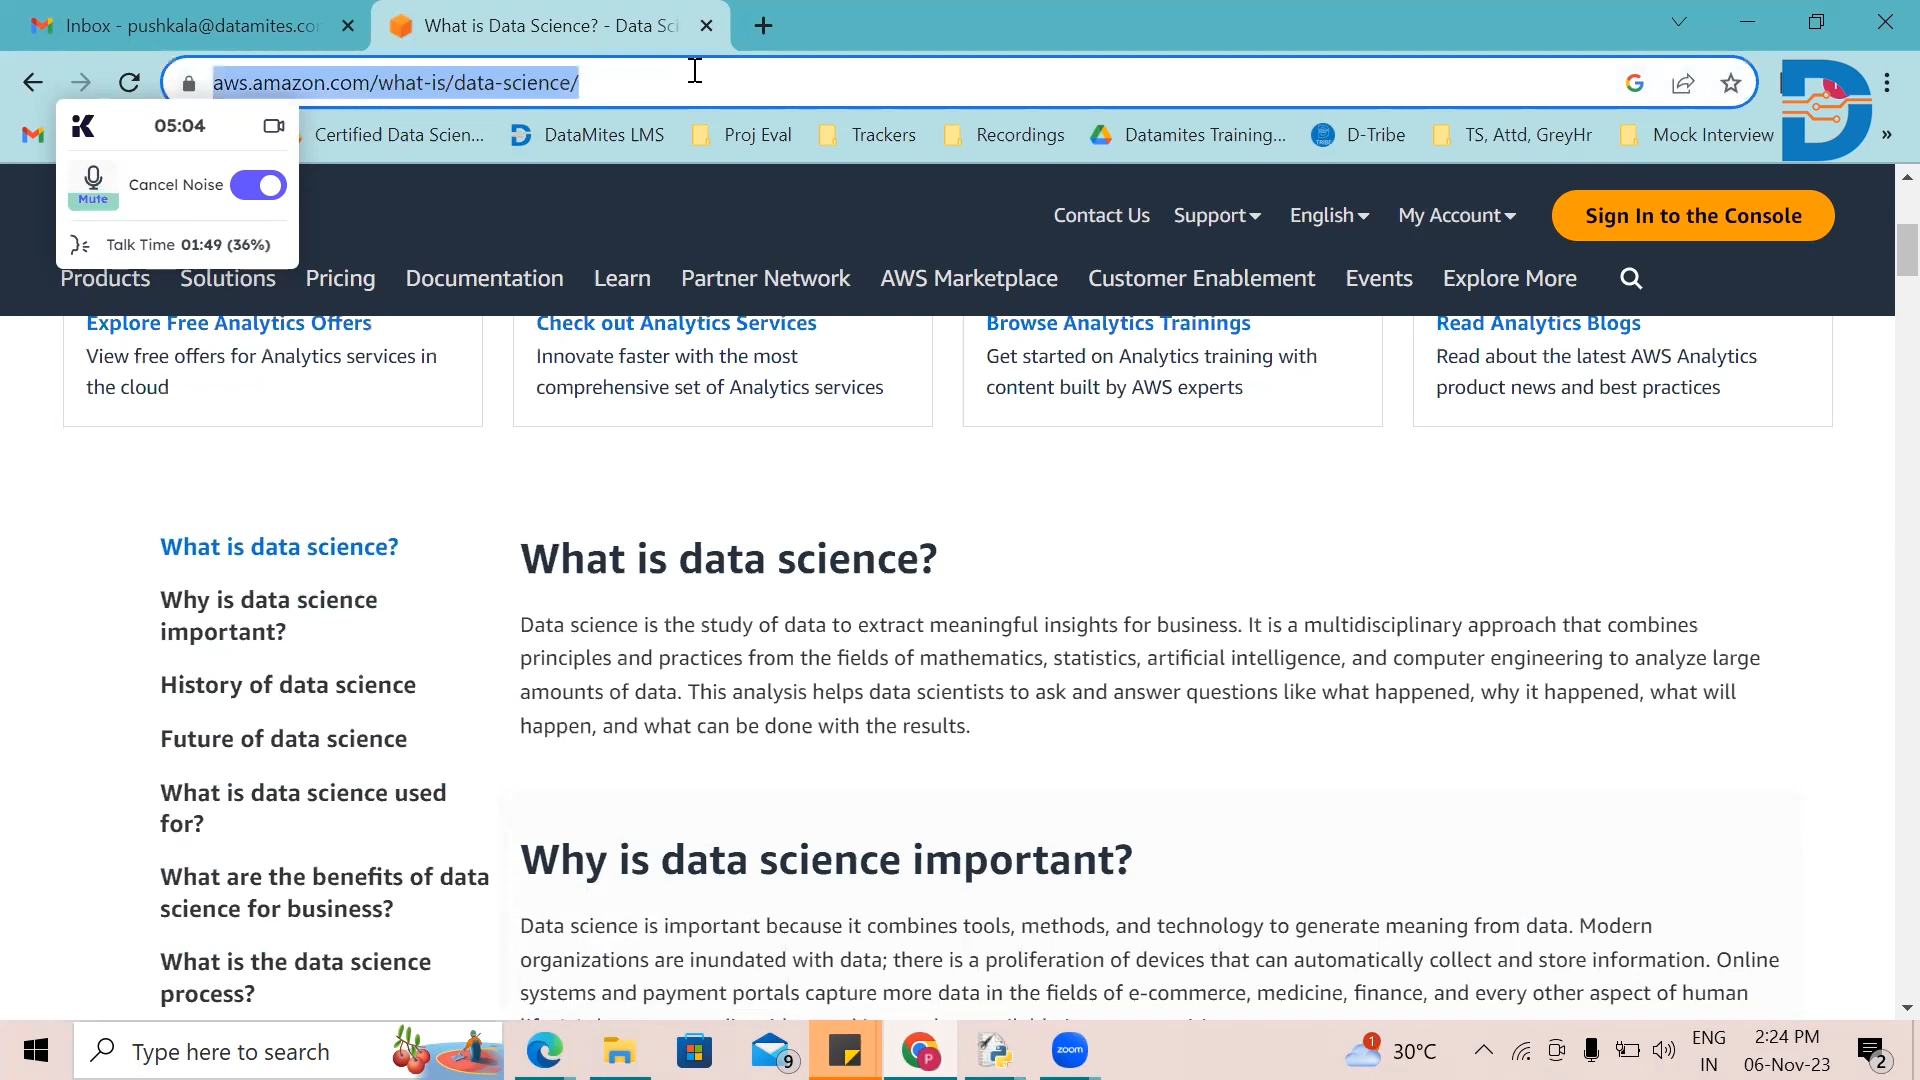 Inbox - pushkala@datamites.co
What is Data Science? - Data Sci
aws.amazon.com/what-is/data-science/
05:04
Mute
Cancel Noise
Talk Time 01:49 (36%)
Certified Data Scien...
DataMites LMS
Proj Eval
Trackers
Recordings
Datamites Training...
D-Tribe
TS, Attd, GreyHr
Mock Interview
»
Contact Us
Support
English
My Account
Sign In to the Console
Products
Solutions
Pricing
Documentation
Learn
Partner Network
AWS Marketplace
Customer Enablement
Events
Explore More
Explore Free Analytics Offers
View free offers for Analytics services in
the cloud
Check out Analytics Services
Innovate faster with the most
comprehensive set of Analytics services
Browse Analytics Trainings
Get started on Analytics training with
content built by AWS experts
Read Analytics Blogs
Read about the latest AWS Analytics
product news and best practices
What is data science?
Why is data science
important?
History of data science
Future of data science
What is data science used
for?
What are the benefits of data
science for business?
What is the data science
process?
What is data science?
Data science is the study of data to extract meaningful insights for business. It is a multidisciplinary approach that combines
principles and practices from the fields of mathematics, statistics, artificial intelligence, and computer engineering to analyze large
amounts of data. This analysis helps data scientists to ask and answer questions like what happened, why it happened, what will
happen, and what can be done with the results.
Why is data science important?
Data science is important because it combines tools, methods, and technology to generate meaning from data. Modern
organizations are inundated with data; there is a proliferation of devices that can automatically collect and store information. Online
systems and payment portals capture more data in the fields of e-commerce, medicine, finance, and every other aspect of human
Type here to search
9
P
zoom
1
30°C
ENG
IN
2:24 PM
06-Nov-23
2